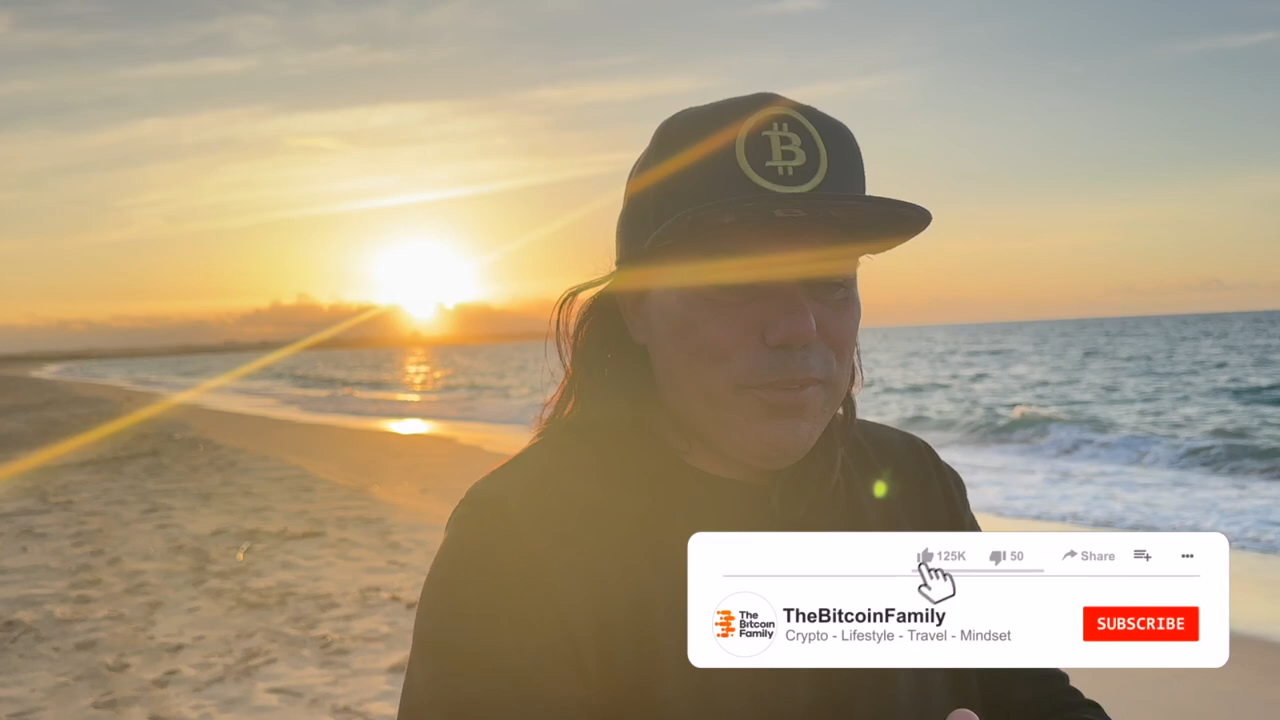 B
125K 50 Share
The
Bitcoin
Family
TheBitcoinFamily
Crypto - Lifestyle - Travel - Mindset
SUBSCRIBE